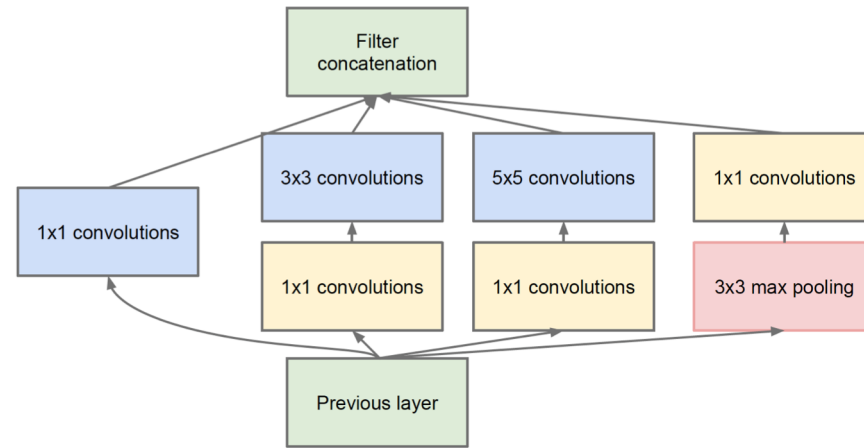 Filter
concatenation
3x3 convolutions
5x5 convolutions
1x1 convolutions
1x1 convolutions
1x1 convolutions
1x1 convolutions
3x3 max pooling
Previous layer